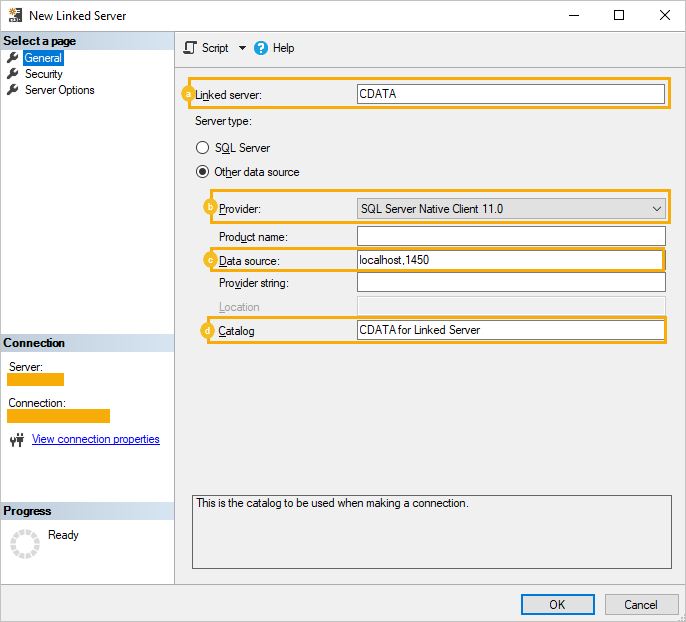 New Linked Server
Select a page
General
Security
Server Options
Script
Help
a
Linked server:
CDATA
Server type:
SQL Server
Other data source
b
Provider:
SQL Server Native Client 11.0
Product name:
c
Data source:
localhost,1450
Provider string:
Location
d
Catalog
CDATA for Linked Server
Connection
Server:
Connection:
View connection properties
Progress
Ready
This is the catalog to be used when making a connection.
OK
Cancel